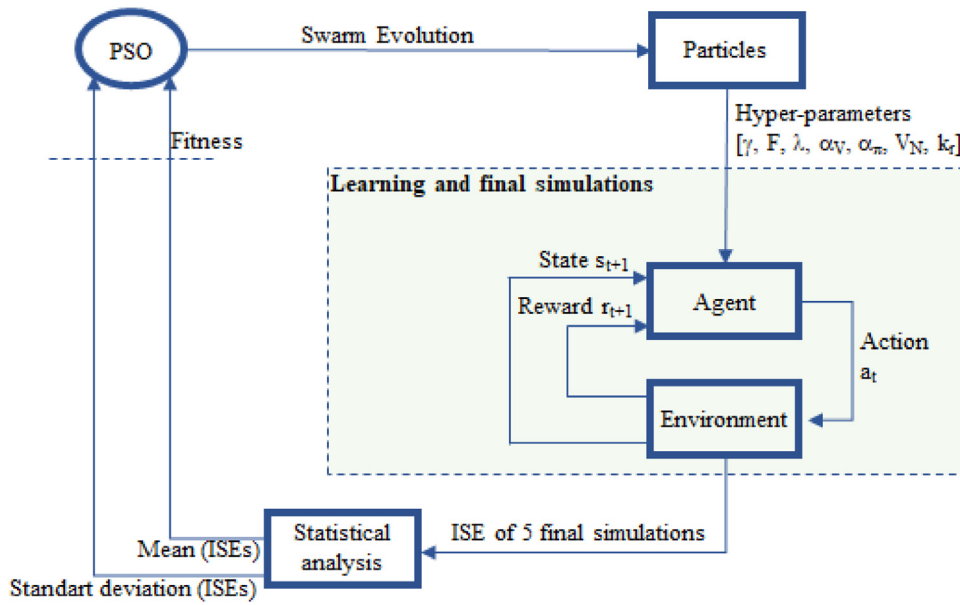 PSO
Swarm Evolution
Particles
Hyper-parameters
[γ, F, λ, αV, απ, VN, kr]
Fitness
Learning and final simulations
State st+1
Reward rt+1
Agent
Action
at
Environment
ISE of 5 final simulations
Statistical
analysis
Mean (ISEs)
Standart deviation (ISEs)